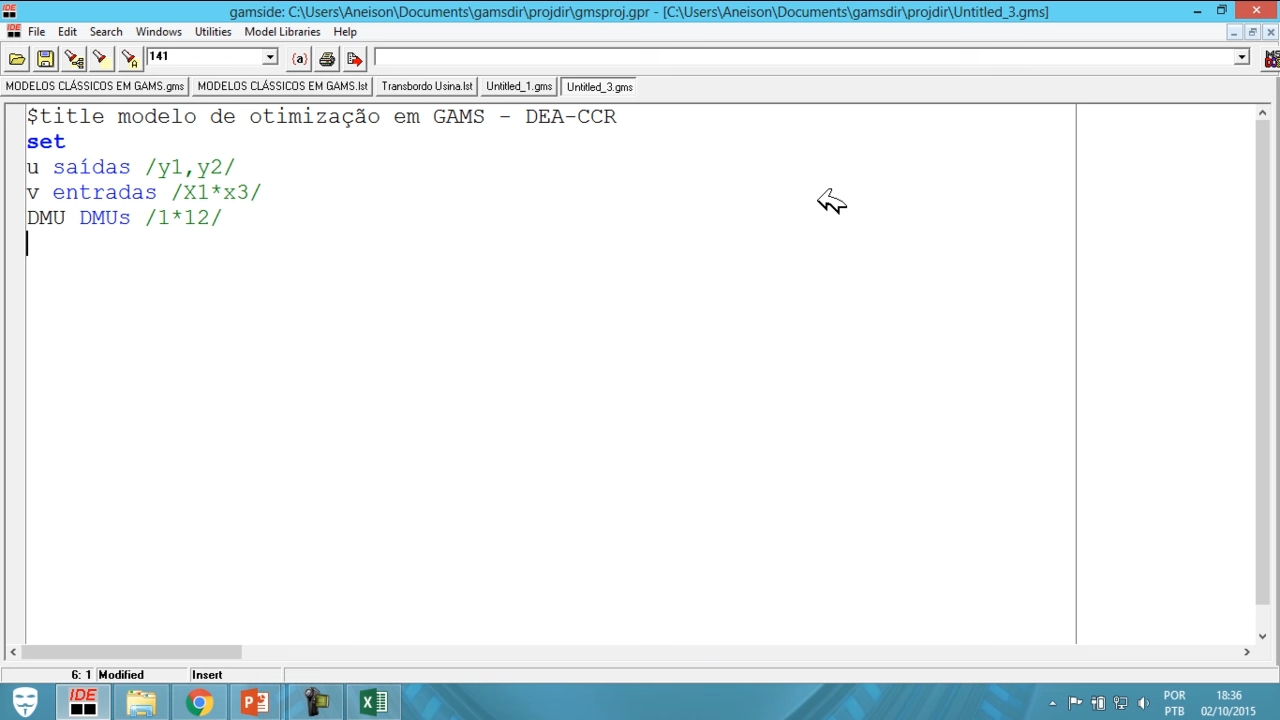 IDE
gamside: C:\Users\Aneison\Documents\gamsdir\projdir\gmsproj.gpr - [C:\Users\Aneison\Documents\gamsdir\projdir\Untitled_3.gms]
IDE File Edit Search Windows Utilities Model Libraries Help
141 {a}
MODELOS CLÁSSICOS EM GAMS.gms MODELOS CLÁSSICOS EM GAMS.lst Transbordo Usina.lst Untitled_1.gms Untitled_3.gms
$title modelo de otimização em GAMS - DEA-CCR
set
u saídas /y1,y2/
v entradas /X1*x3/
DMU DMUs /1*12/
6: 1 Modified Insert
IDE POR 18:36
PTB 02/10/2015